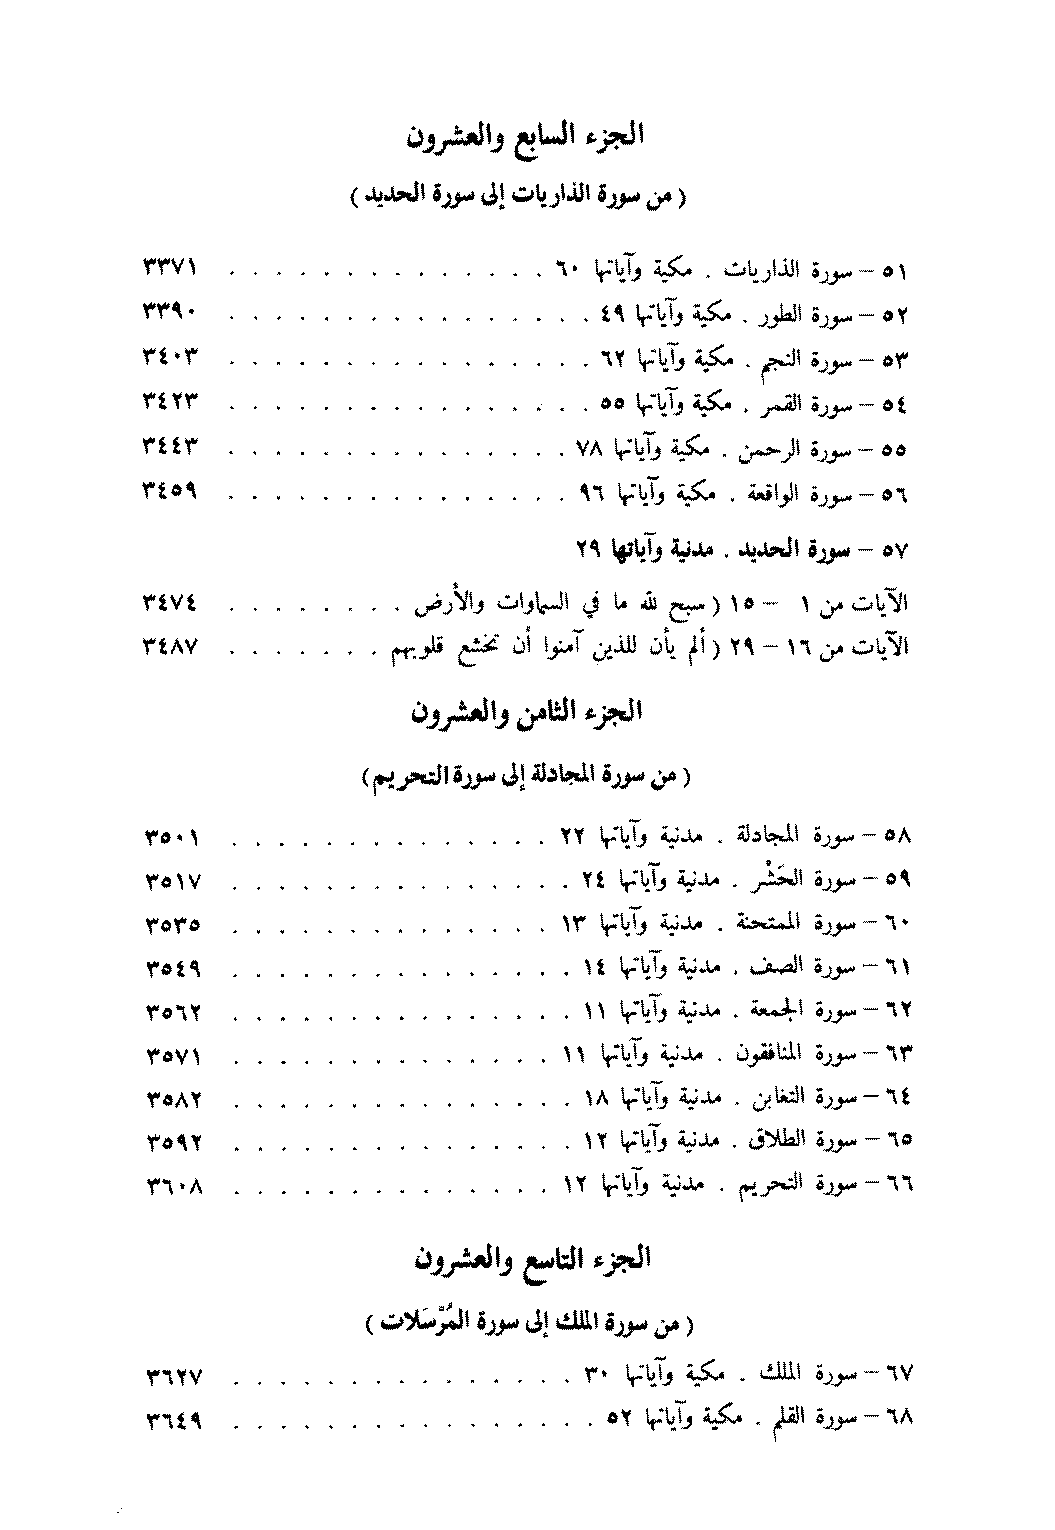 الجزء السابع والعشرون
( من سورة الذاريات إلى سورة الحديد )
٥١ – سورة الذاريات . مكية وآياتها ٦٠ . . . . . . . . . . . . . . ٣٣٧١
٥٢ – سورة الطور . مكية وآياتها ٤٩ . . . . . . . . . . . . . . . . ٣٣٩٠
٥٣ – سورة النجم . مكية وآياتها ٦٢ . . . . . . . . . . . . . . . . ٣٤٠٣
٥٤ – سورة القمر . مكية وآياتها ٥٥ . . . . . . . . . . . . . . . . ٣٤٢٣
٥٥ – سورة الرحمن . مكية وآياتها ٧٨ . . . . . . . . . . . . . . . ٣٤٤٣
٥٦ – سورة الواقعة . مكية وآياتها ٩٦ . . . . . . . . . . . . . . . ٣٤٥٩
٥٧ – سورة الحديد . مدنية وآياتها ٢٩
الآيات من ١ – ١٥ ( سبح لله ما في السماوات والأرض . . . . . . . . ٣٤٧٤
الآيات من ١٦ – ٢٩ ( ألم يأن للذين آمنوا أن تخشع قلوبهم . . . . . . . ٣٤٨٧
الجزء الثامن والعشرون
( من سورة المجادلة إلى سورة التحريم )
٥٨ – سورة المجادلة . مدنية وآياتها ٢٢ . . . . . . . . . . . . . . ٣٥٠١
٥٩ – سورة الحَشْر . مدنية وآياتها ٢٤ . . . . . . . . . . . . . . . ٣٥١٧
٦٠ – سورة الممتحنة . مدنية وآياتها ١٣ . . . . . . . . . . . . . . ٣٥٣٥
٦١ – سورة الصف . مدنية وآياتها ١٤ . . . . . . . . . . . . . . . ٣٥٤٩
٦٢ – سورة الجمعة . مدنية وآياتها ١١ . . . . . . . . . . . . . . . ٣٥٦٢
٦٣ – سورة المنافقون . مدنية وآياتها ١١ . . . . . . . . . . . . . . ٣٥٧١
٦٤ – سورة التغابن . مدنية وآياتها ١٨ . . . . . . . . . . . . . . . ٣٥٨٢
٦٥ – سورة الطلاق . مدنية وآياتها ١٢ . . . . . . . . . . . . . . . ٣٥٩٢
٦٦ – سورة التحريم . مدنية وآياتها ١٢ . . . . . . . . . . . . . . ٣٦٠٨
الجزء التاسع والعشرون
( من سورة الملك إلى سورة المُرْسَلات )
٦٧ – سورة الملك . مكية وآياتها ٣٠ . . . . . . . . . . . . . . . ٣٦٢٧
٦٨ – سورة القلم . مكية وآياتها ٥٢ . . . . . . . . . . . . . . . . ٣٦٤٩